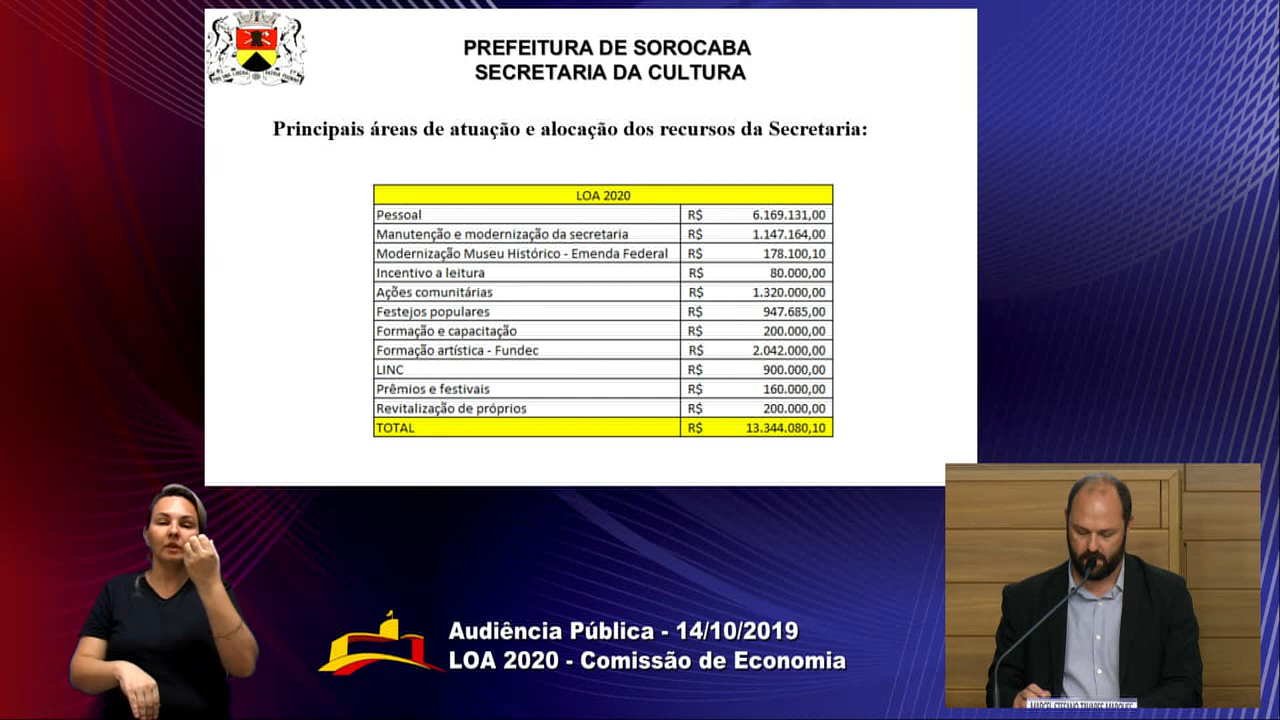 PREFEITURA DE SOROCABA
SECRETARIA DA CULTURA
Principais áreas de atuação e alocação dos recursos da Secretaria:
LOA 2020
Pessoal R$ 6.169.131,00
Manutenção e modernização da secretaria R$ 1.147.164,00
Modernização Museu Histórico - Emenda Federal R$ 178.100,10
Incentivo a leitura R$ 80.000,00
Ações comunitárias R$ 1.320.000,00
Festejos populares R$ 947.685,00
Formação e capacitação R$ 200.000,00
Formação artística - Fundec R$ 2.042.000,00
LINC R$ 900.000,00
Prêmios e festivais R$ 160.000,00
Revitalização de próprios R$ 200.000,00
TOTAL R$ 13.344.080,10
Audiência Pública - 14/10/2019
LOA 2020 - Comissão de Economia